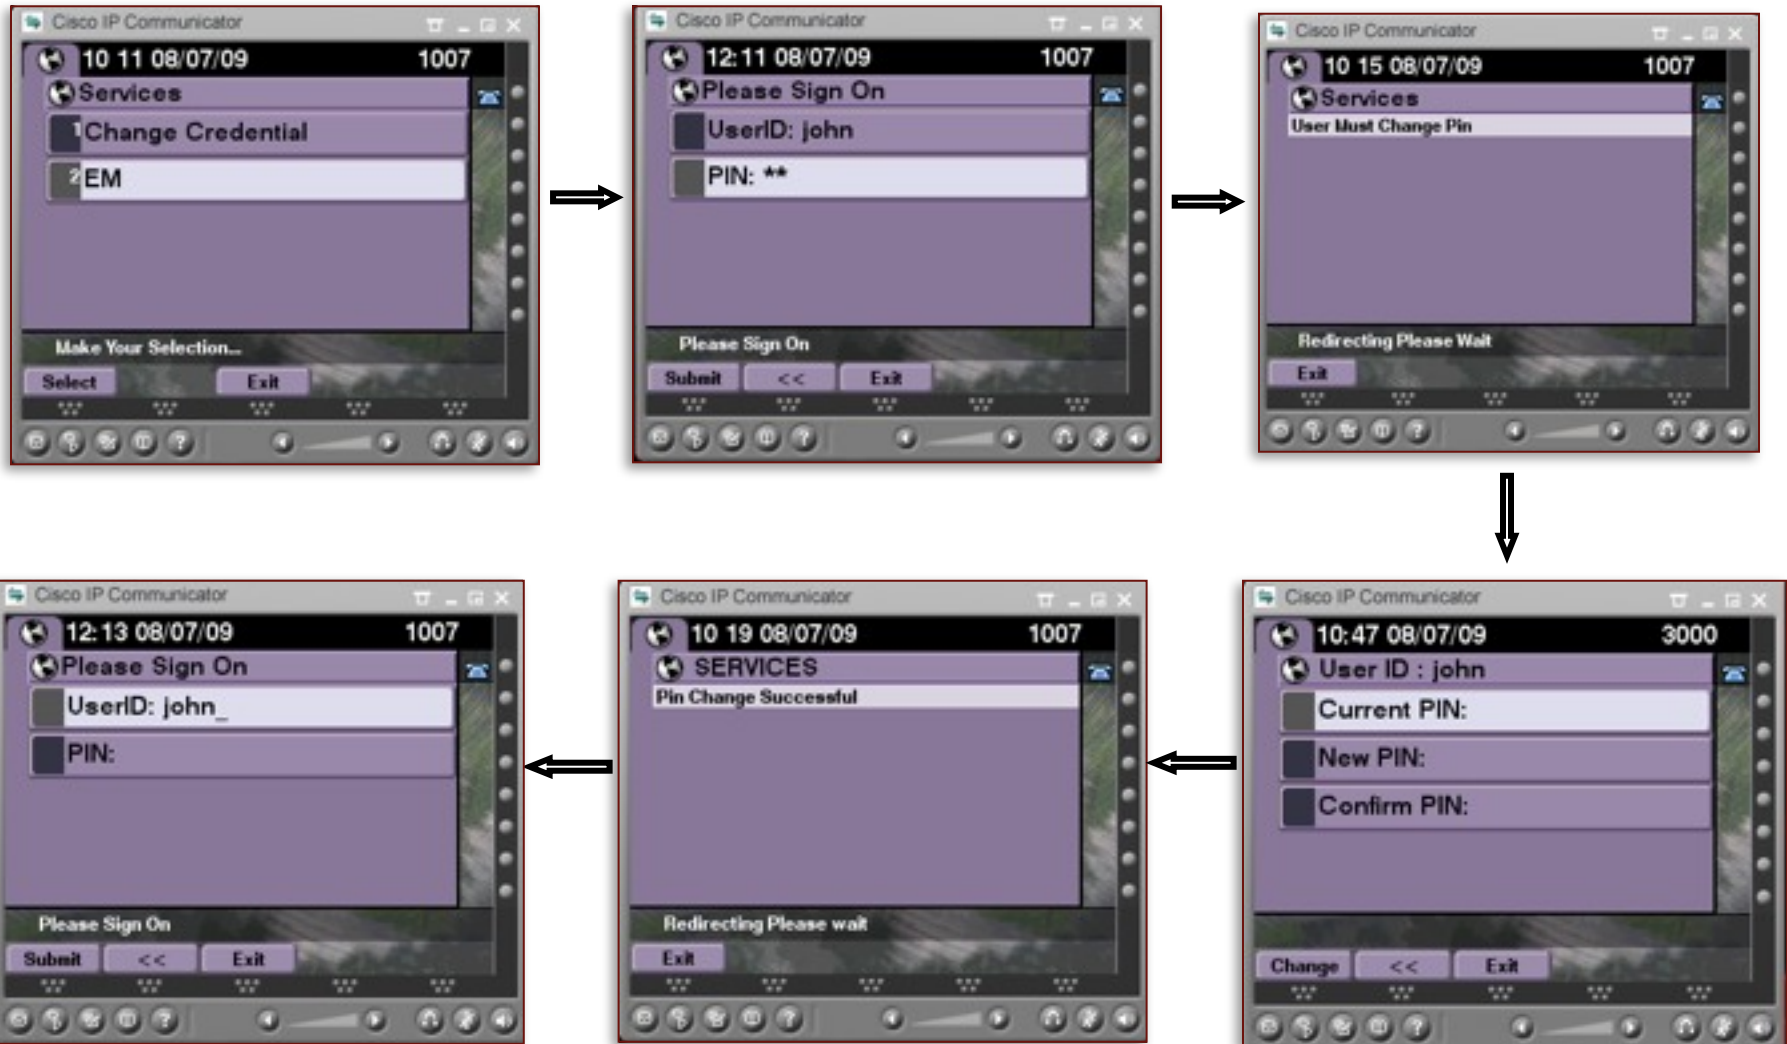 Cisco IP Communicator
10 11 08/07/09 1007
Services
1 Change Credential
2 EM
Make Your Selection...
Select Exit
Cisco IP Communicator
12:11 08/07/09 1007
Please Sign On
UserID: john
PIN: **
Please Sign On
Submit << Exit
Cisco IP Communicator
10 15 08/07/09 1007
Services
User Must Change Pin
Redirecting Please Wait
Exit
Cisco IP Communicator
10:47 08/07/09 3000
User ID : john
Current PIN:
New PIN:
Confirm PIN:
Change << Exit
Cisco IP Communicator
10 19 08/07/09 1007
SERVICES
Pin Change Successful
Redirecting Please wait
Exit
Cisco IP Communicator
12:13 08/07/09 1007
Please Sign On
UserID: john_
PIN:
Please Sign On
Submit << Exit